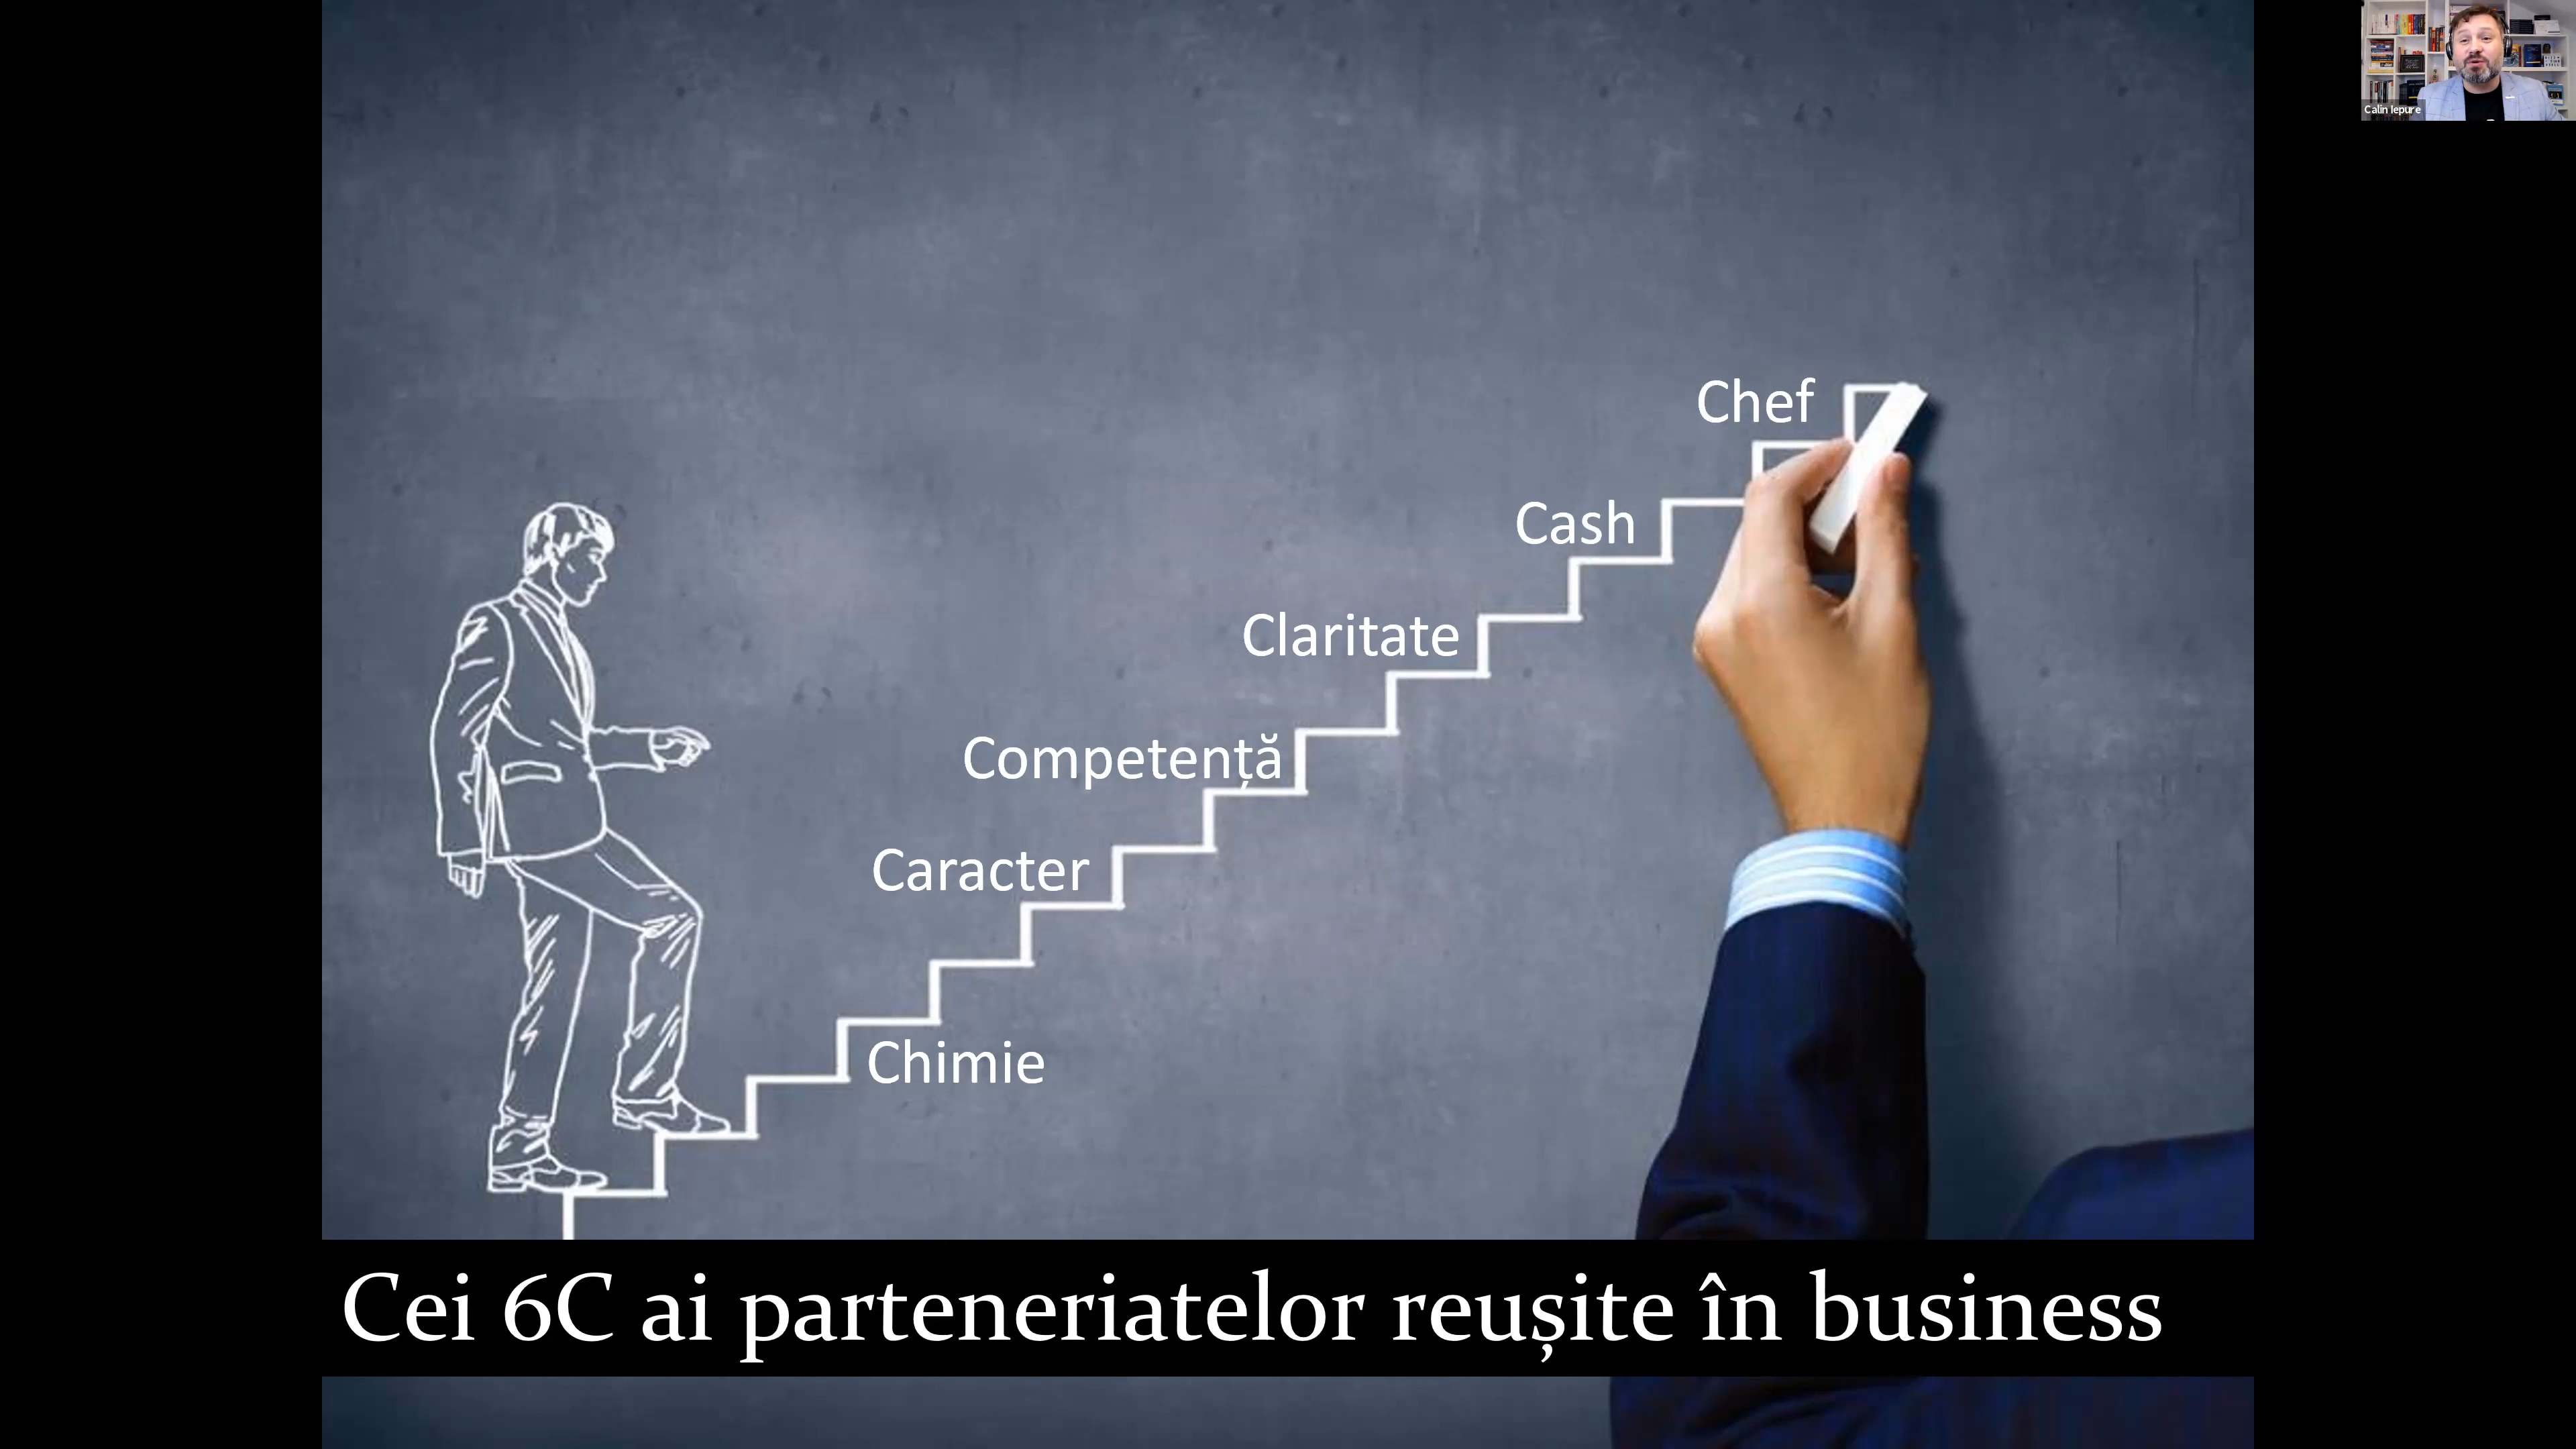 Calin Iepure
Chef
Cash
Claritate
Competență
Caracter
Chimie
Cei 6C ai parteneriatelor reușite în business